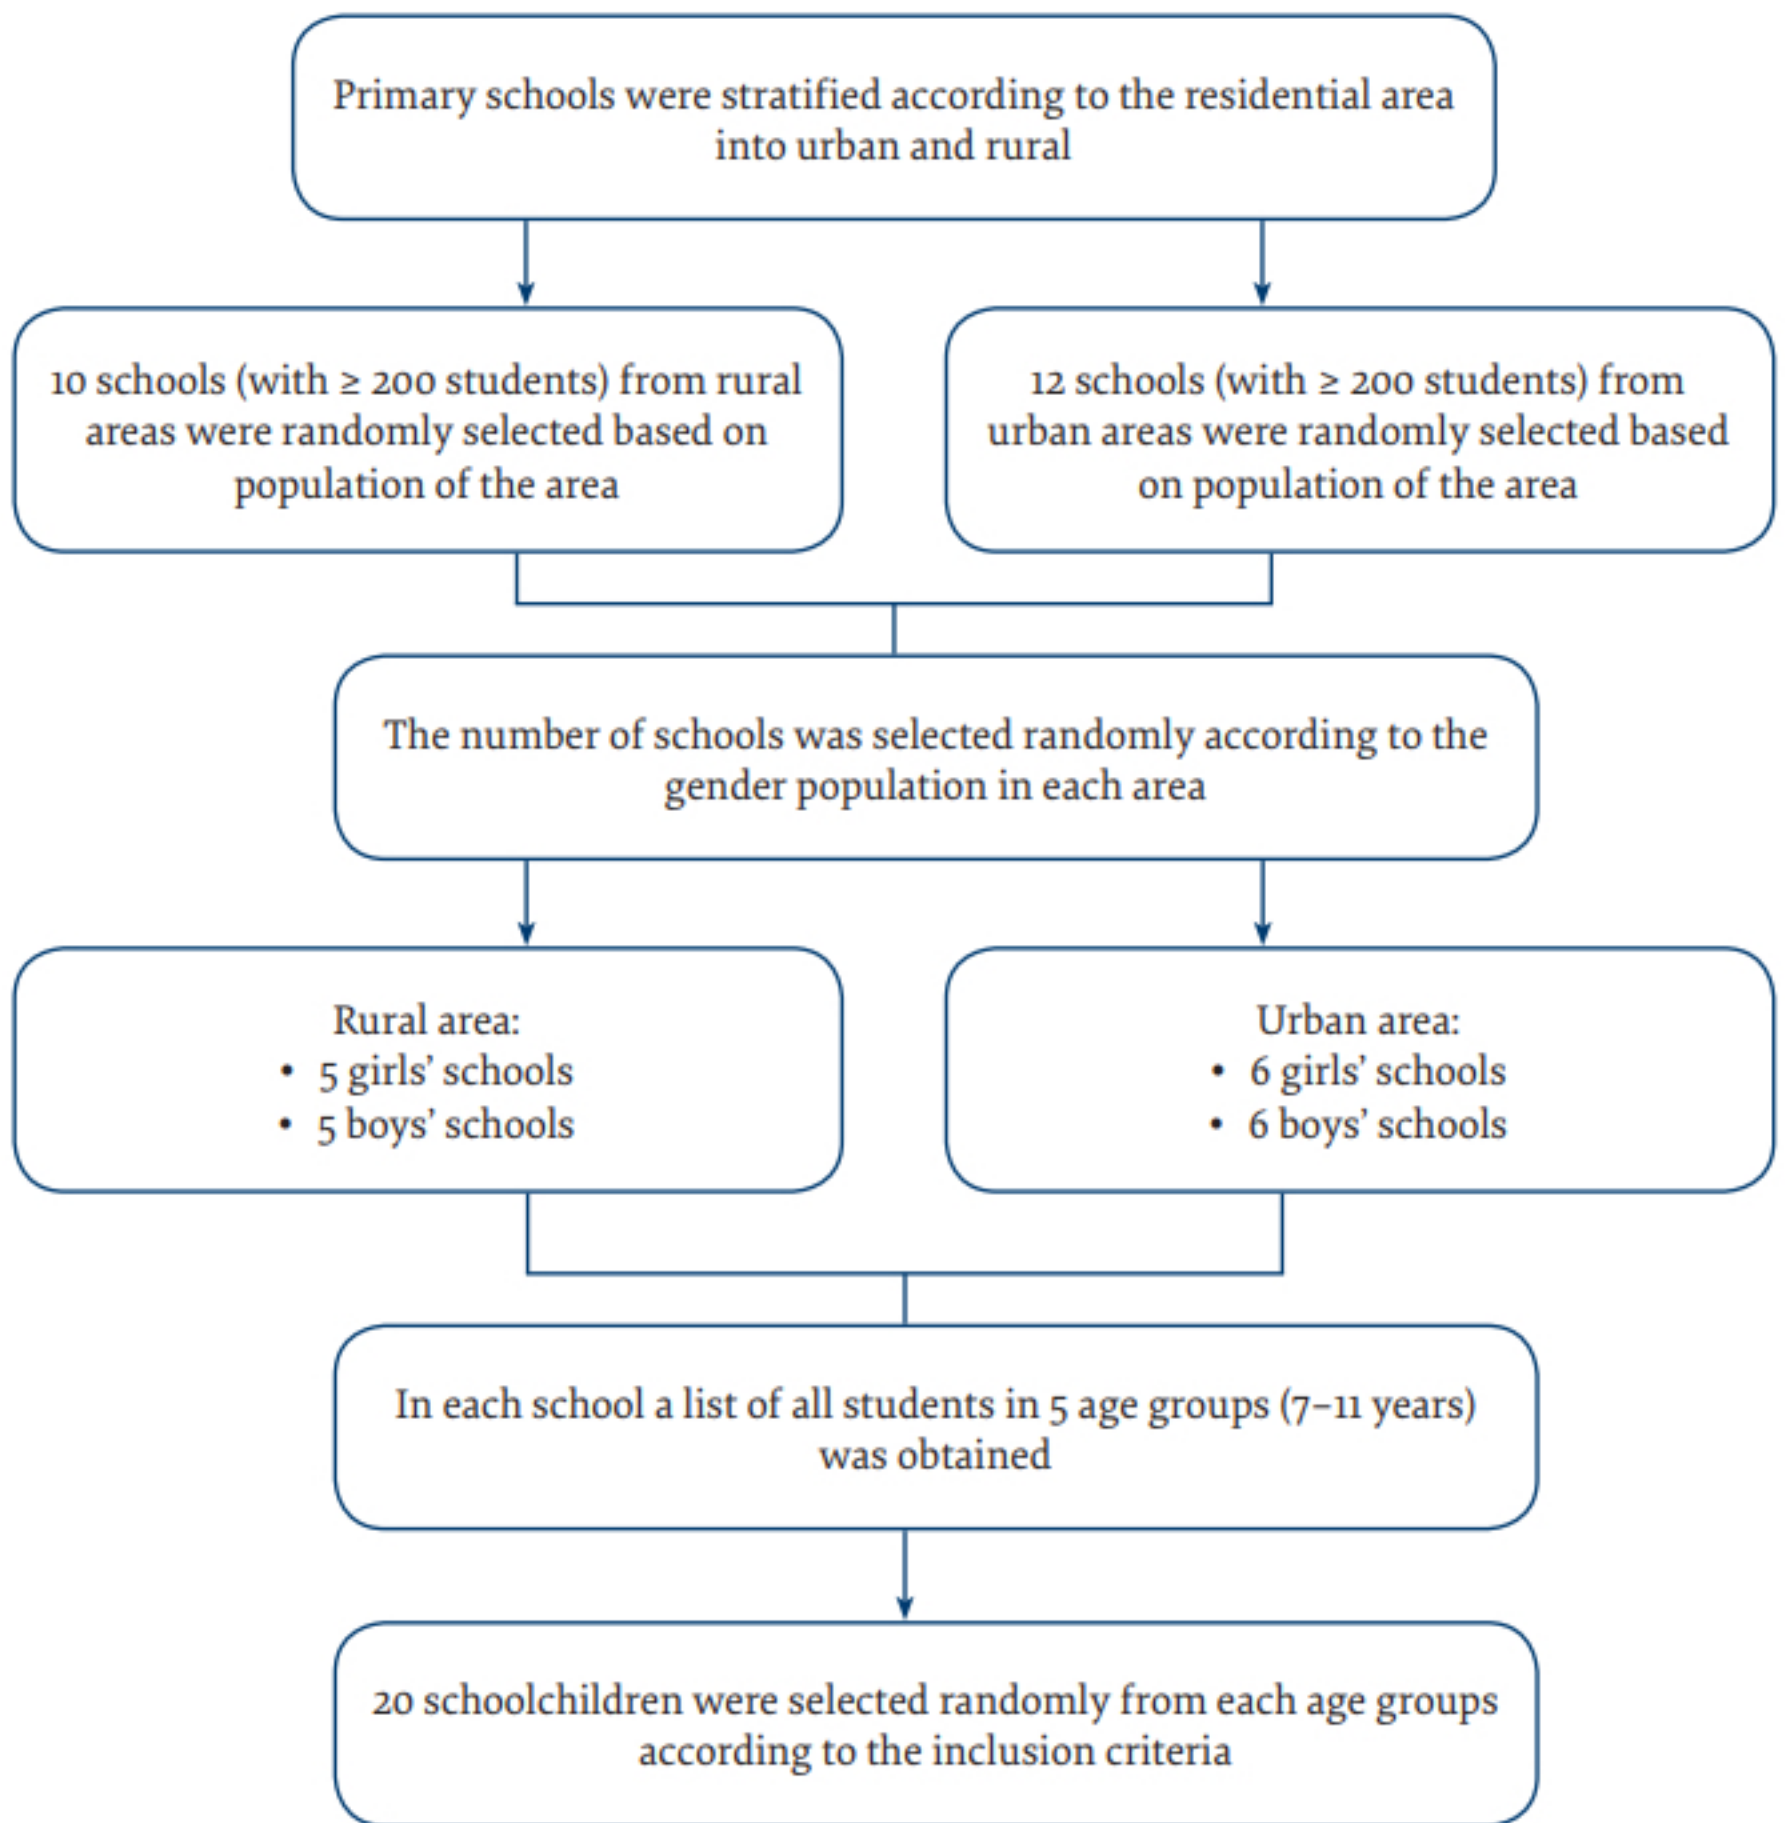 Primary schools were stratified according to the residential area
into urban and rural
10 schools (with ≥ 200 students) from rural
areas were randomly selected based on
population of the area
12 schools (with ≥ 200 students) from
urban areas were randomly selected based
on population of the area
The number of schools was selected randomly according to the
gender population in each area
Rural area:
• 5 girls’ schools
• 5 boys’ schools
Urban area:
• 6 girls’ schools
• 6 boys’ schools
In each school a list of all students in 5 age groups (7–11 years)
was obtained
20 schoolchildren were selected randomly from each age groups
according to the inclusion criteria